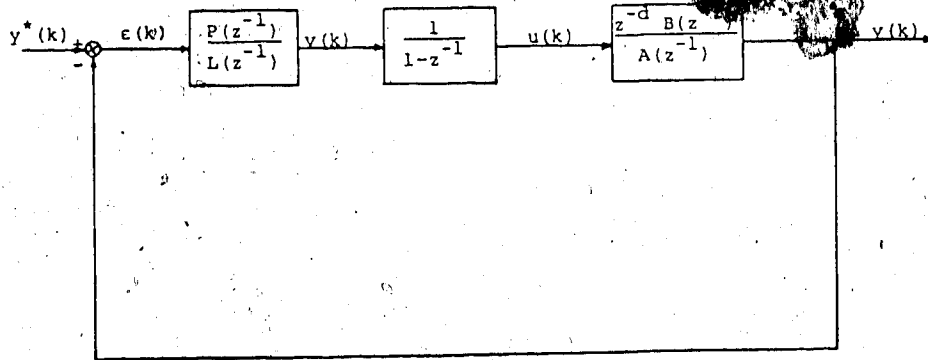 y*(k)
+
-
ε(k)
P(z^-1)
L(z^-1)
v(k)
1
1-z^-1
u(k)
z^-d B(z
A(z^-1)
y(k)